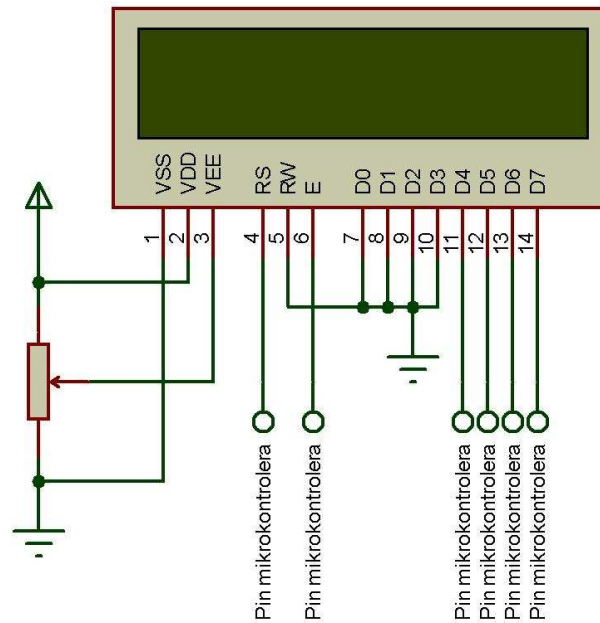 VSS
VDD
VEE
RS
RW
E
D0
D1
D2
D3
D4
D5
D6
D7
1
2
3
4
5
6
7
8
9
10
11
12
13
14
Pin mikrokontrolera
Pin mikrokontrolera
Pin mikrokontrolera
Pin mikrokontrolera
Pin mikrokontrolera
Pin mikrokontrolera